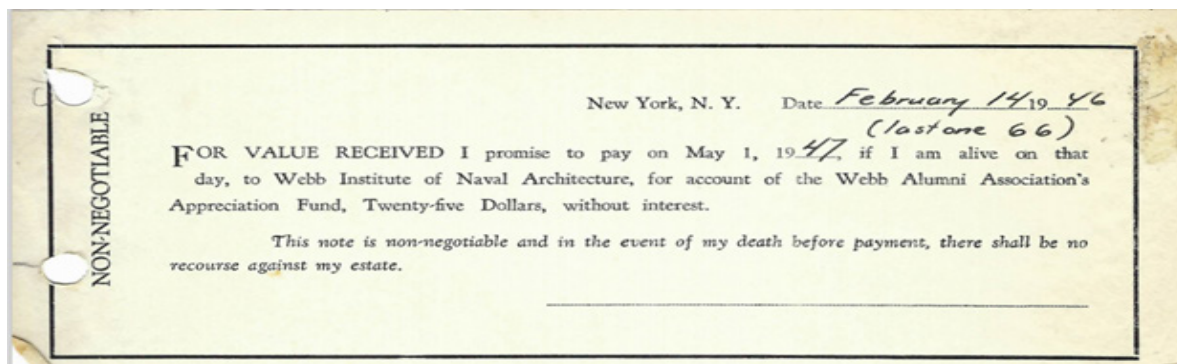 New York, N. Y. Date February 14 19 46
(last one 66)
NON-NEGOTIABLE
FOR VALUE RECEIVED I promise to pay on May 1, 1947, if I am alive on that
day, to Webb Institute of Naval Architecture, for account of the Webb Alumni Association's
Appreciation Fund, Twenty-five Dollars, without interest.
This note is non-negotiable and in the event of my death before payment, there shall be no
recourse against my estate.